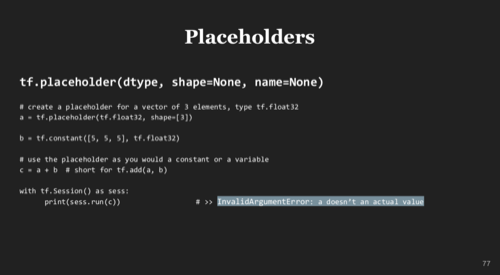 Placeholders
tf.placeholder(dtype, shape=None, name=None)
# create a placeholder for a vector of 3 elements, type tf.float32
a = tf.placeholder(tf.float32, shape=[3])
b = tf.constant([5, 5, 5], tf.float32)
# use the placeholder as you would a constant or a variable
c = a + b  # short for tf.add(a, b)
with tf.Session() as sess:
print(sess.run(c)) # >> InvalidArgumentError: a doesn't an actual value
77